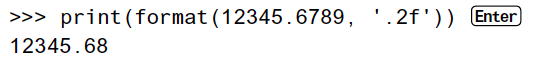 >>> print(format(12345.6789, '.2f')) Enter
12345.68